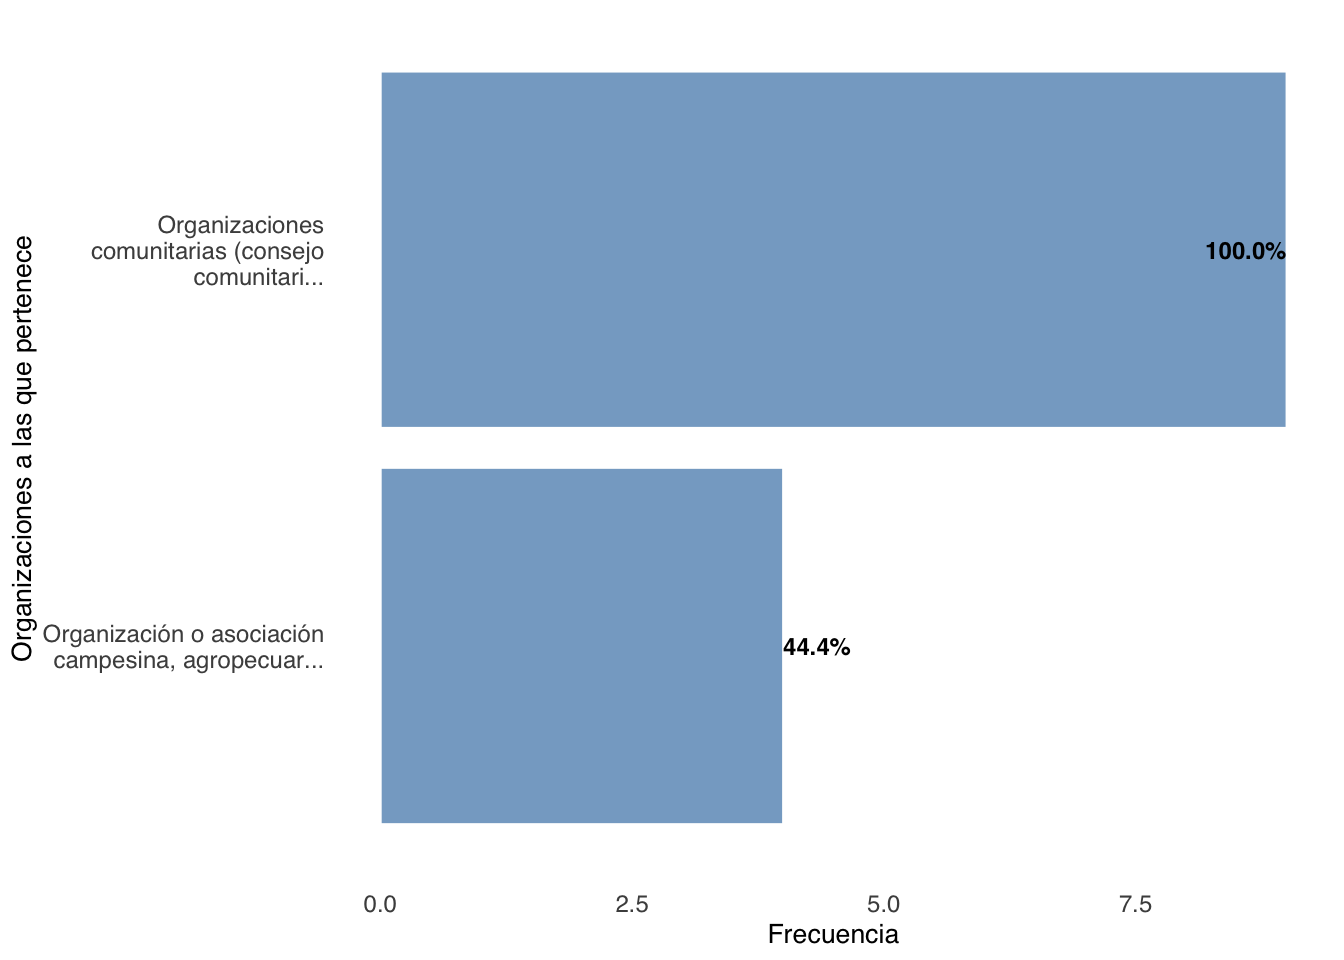 Organizaciones a las que pertenece
Organizaciones
comunitarias (consejo
comunitari...
100.0%
Organización o asociación
campesina, agropecuar...
44.4%
0.0
2.5
5.0
7.5
Frecuencia